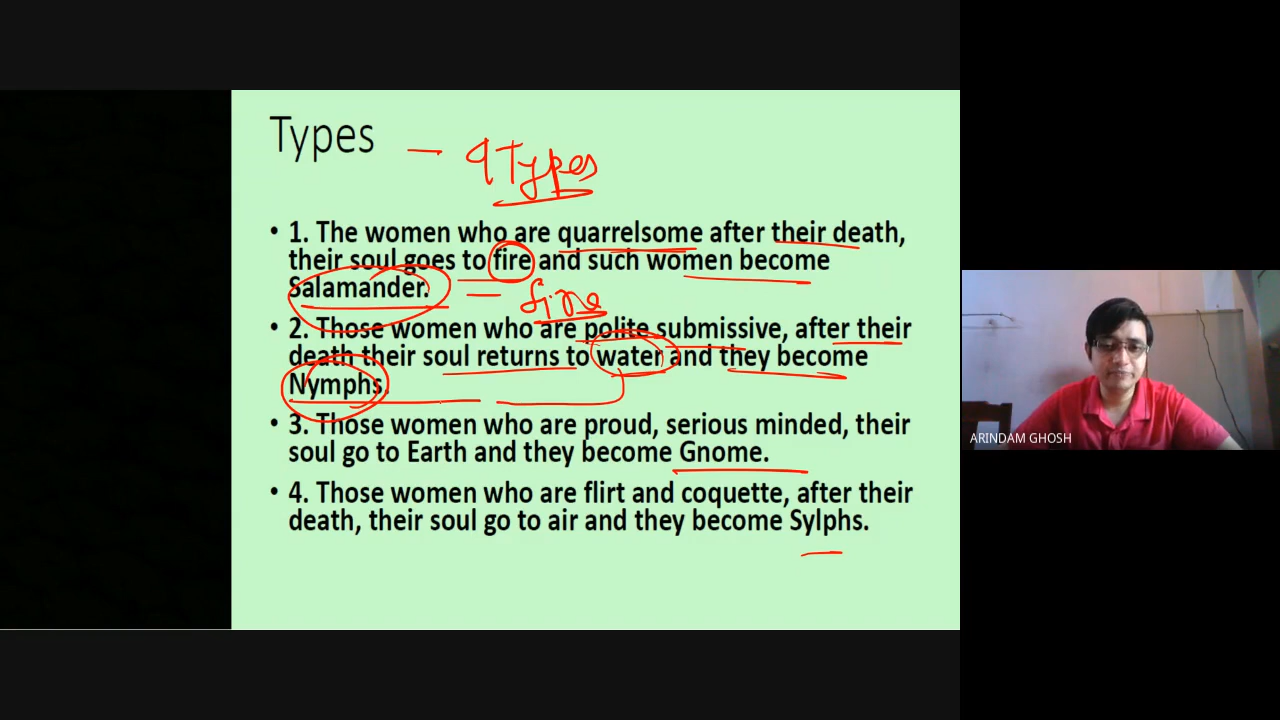 Types — 4 Types
• 1. The women who are quarrelsome after their death,
their soul goes to fire and such women become
Salamander. — fire
• 2. Those women who are polite submissive, after their
death their soul returns to water and they become
Nymphs.
• 3. Those women who are proud, serious minded, their
soul go to Earth and they become Gnome.
• 4. Those women who are flirt and coquette, after their
death, their soul go to air and they become Sylphs.
ARINDAM GHOSH